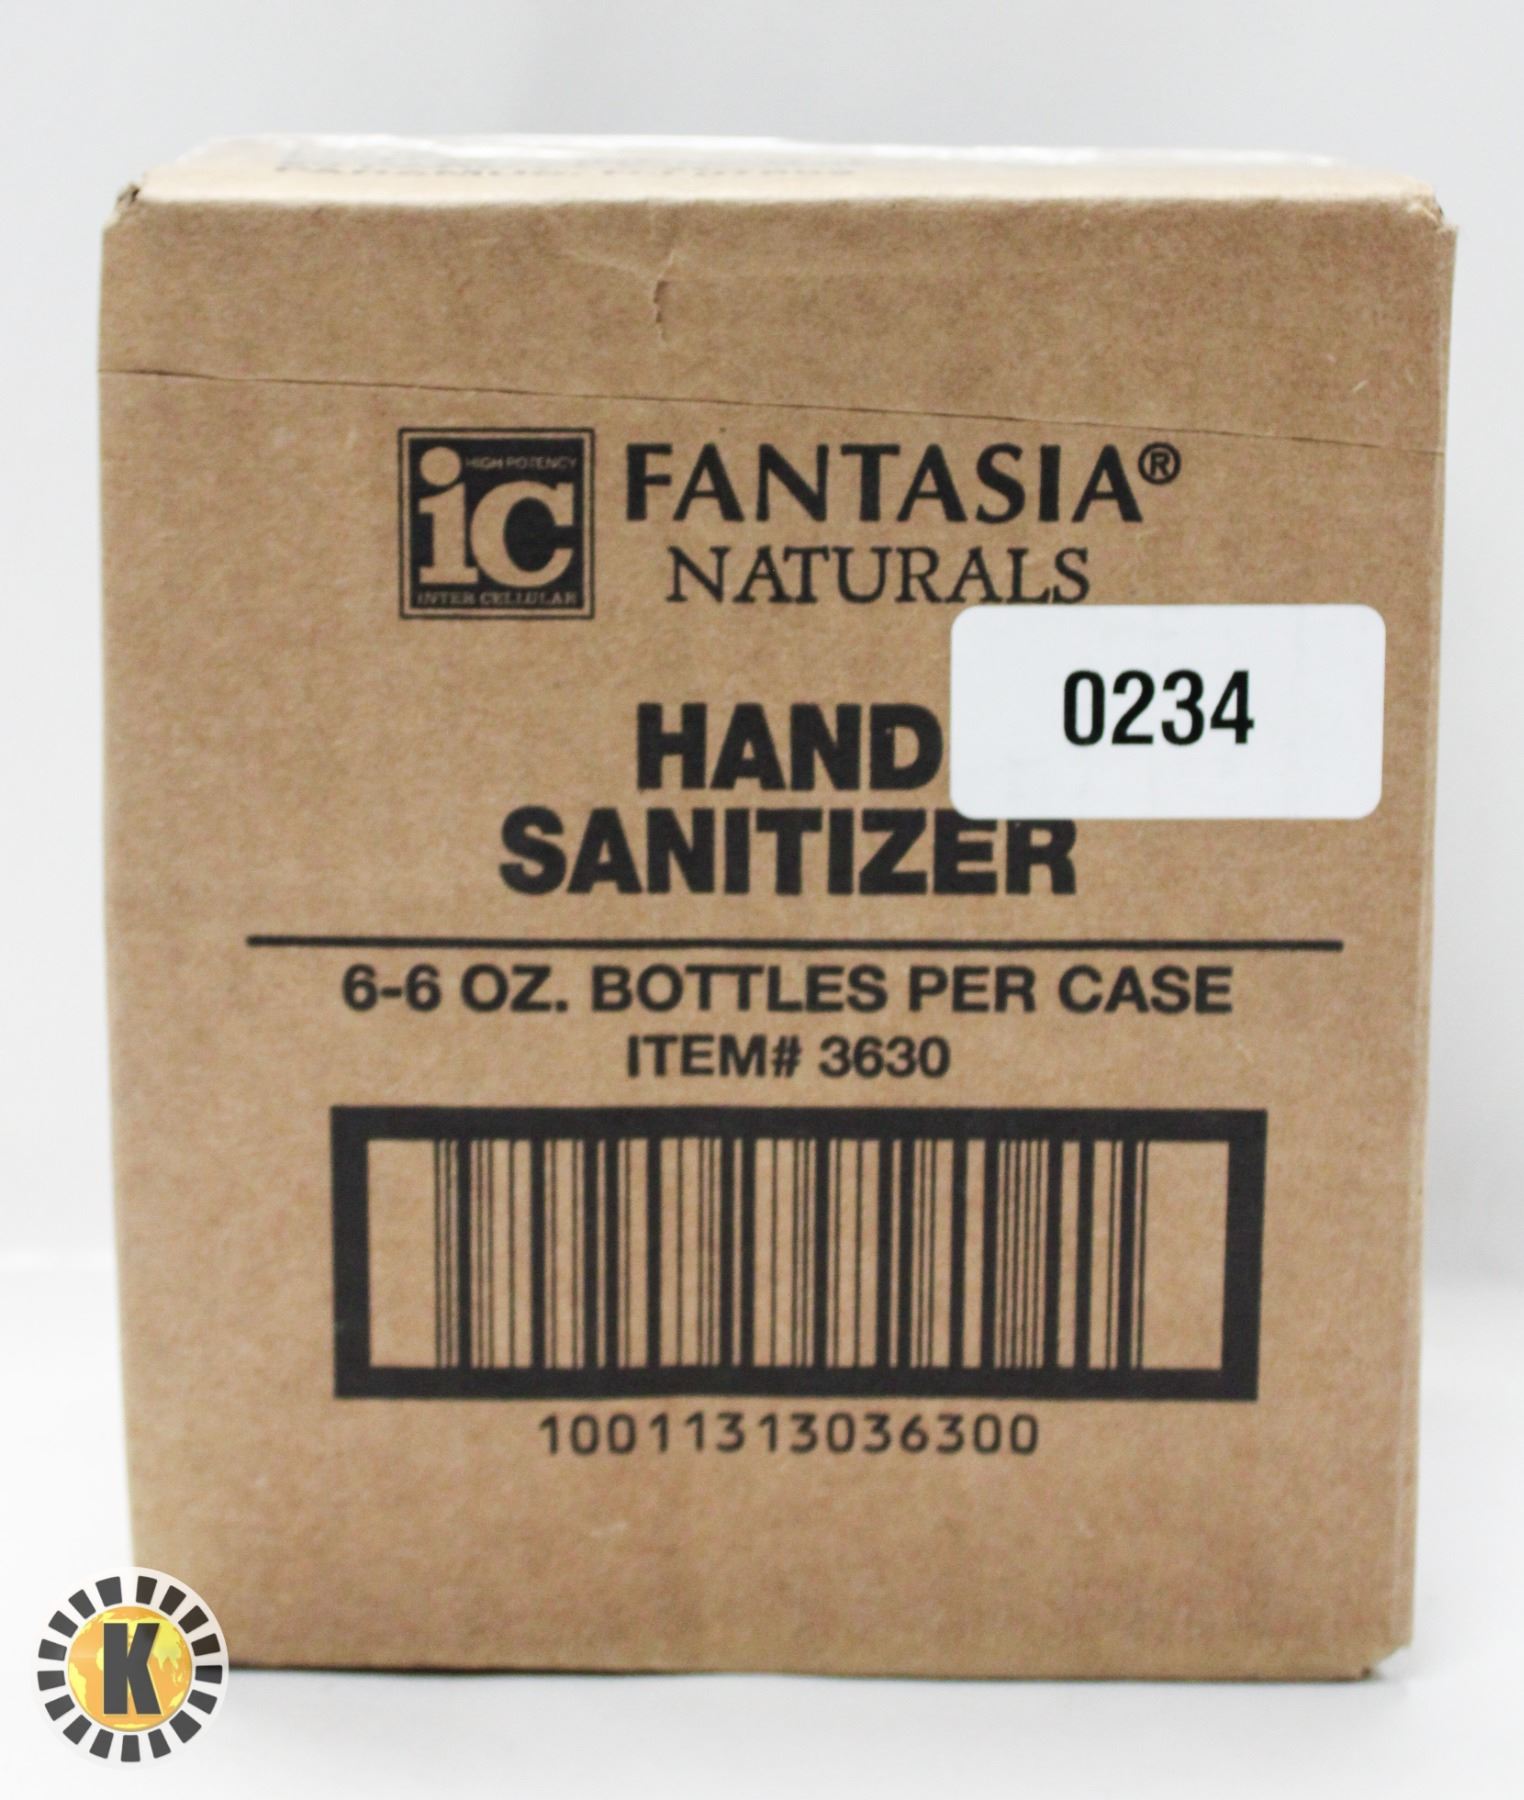 HIGH POTENCY
iC
INTER CELLULAR
FANTASIA®
NATURALS
0234
HAND
SANITIZER
6-6 OZ. BOTTLES PER CASE
ITEM# 3630
10011313036300
K